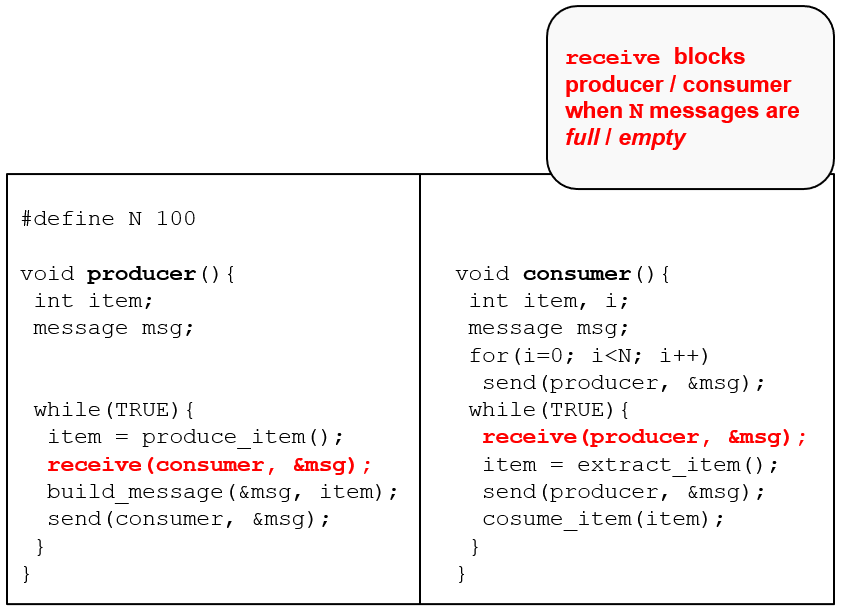 receive blocks
producer / consumer
when N messages are
full / empty
#define N 100
void producer(){
int item;
message msg;
while(TRUE){
item = produce_item();
receive(consumer, &msg);
build_message(&msg, item);
send(consumer, &msg);
}
}
void consumer(){
int item, i;
message msg;
for(i=0; i<N; i++)
send(producer, &msg);
while(TRUE){
receive(producer, &msg);
item = extract_item();
send(producer, &msg);
cosume_item(item);
}
}